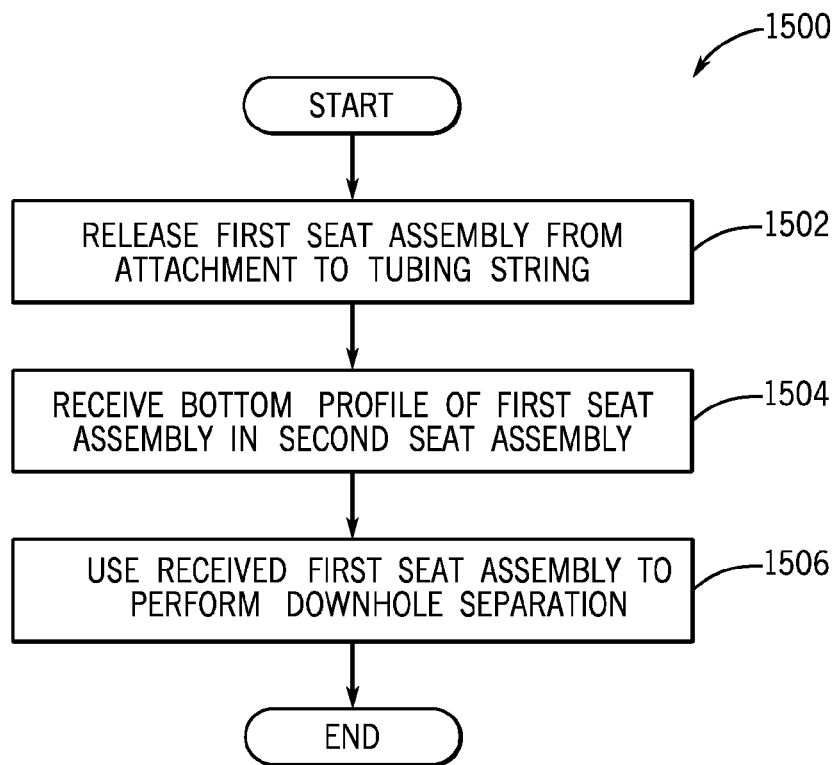 1500
START
RELEASE FIRST SEAT ASSEMBLY FROM
ATTACHMENT TO TUBING STRING
1502
RECEIVE BOTTOM PROFILE OF FIRST SEAT
ASSEMBLY IN SECOND SEAT ASSEMBLY
1504
USE RECEIVED FIRST SEAT ASSEMBLY TO
PERFORM DOWNHOLE SEPARATION
1506
END